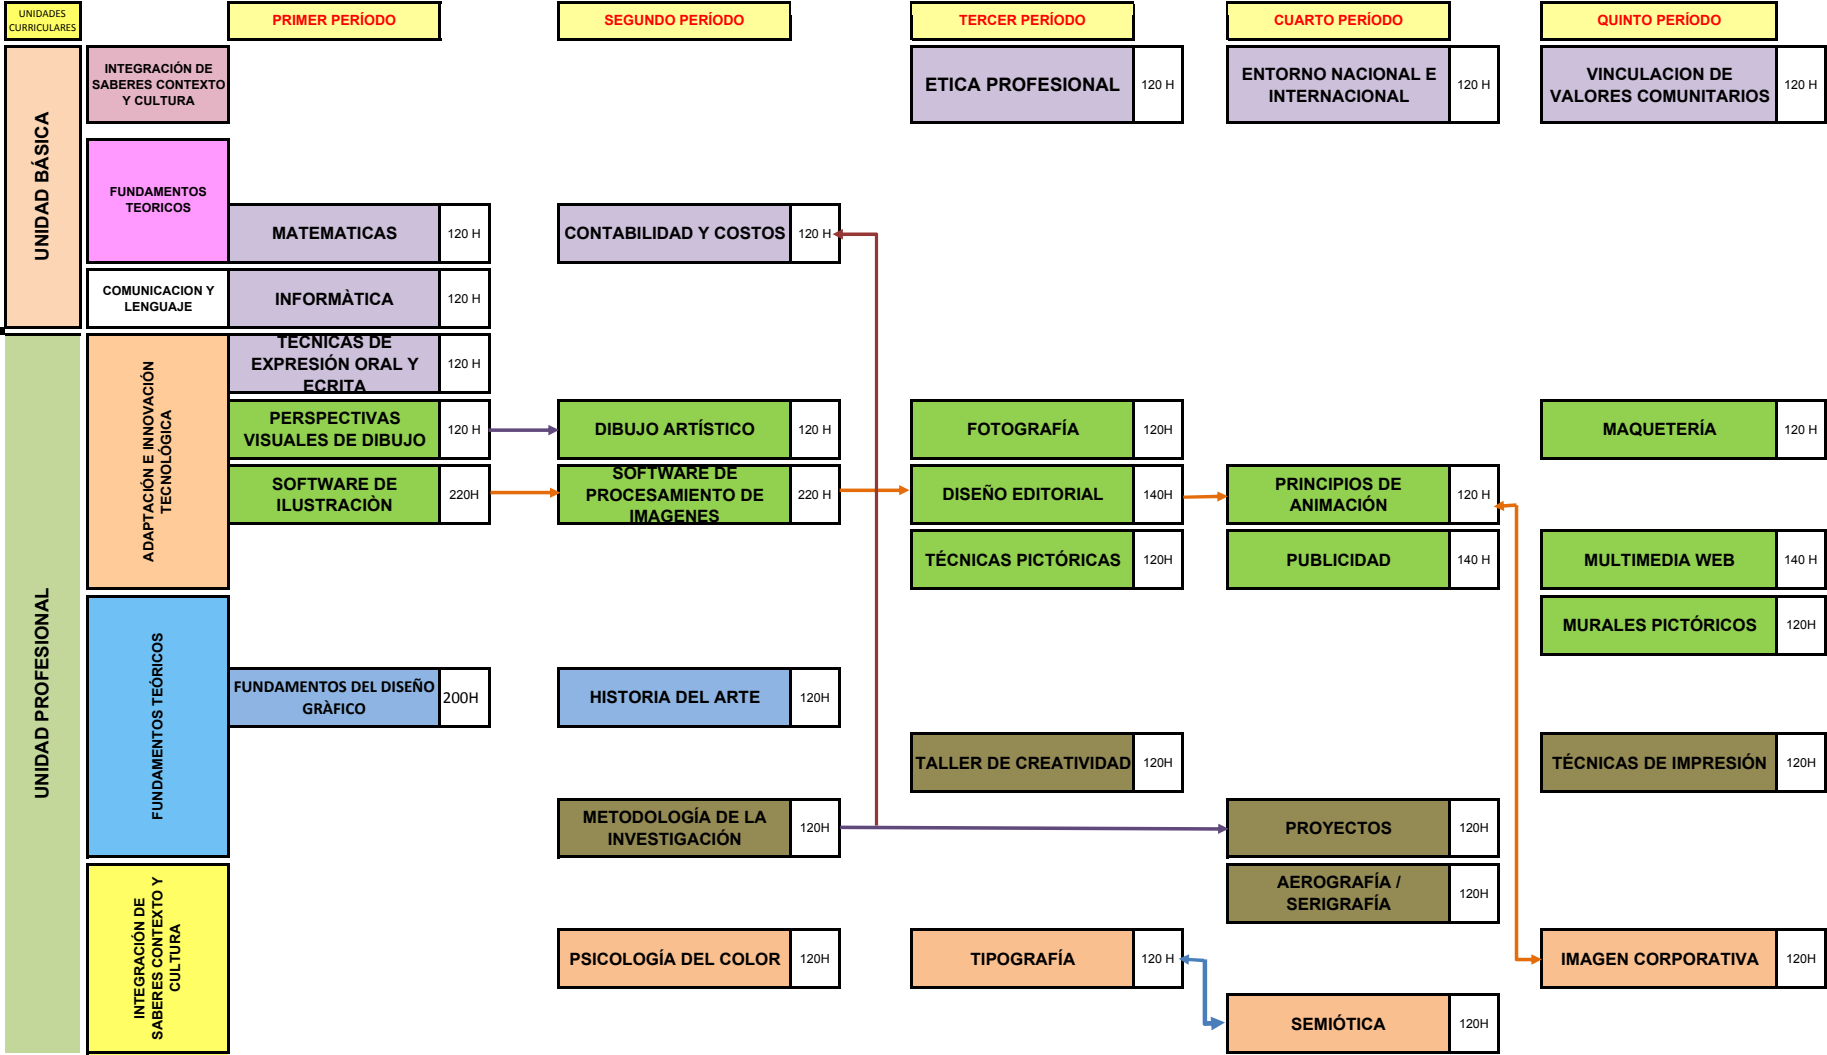 UNIDADES
CURRICULARES
PRIMER PERÍODO
SEGUNDO PERÍODO
TERCER PERÍODO
CUARTO PERÍODO
QUINTO PERÍODO
UNIDAD BÁSICA
INTEGRACIÓN DE
SABERES CONTEXTO
Y CULTURA
ETICA PROFESIONAL
120 H
ENTORNO NACIONAL E
INTERNACIONAL
120 H
VINCULACION DE
VALORES COMUNITARIOS
120 H
FUNDAMENTOS
TEORICOS
MATEMATICAS
120 H
CONTABILIDAD Y COSTOS
120 H
COMUNICACION Y
LENGUAJE
INFORMÀTICA
120 H
UNIDAD PROFESIONAL
ADAPTACIÓN E INNOVACIÓN
TECNOLÓGICA
TECNICAS DE
EXPRESIÓN ORAL Y
ECRITA
120 H
PERSPECTIVAS
VISUALES DE DIBUJO
120 H
DIBUJO ARTÍSTICO
120 H
FOTOGRAFÍA
120H
MAQUETERÍA
120 H
SOFTWARE DE
ILUSTRACIÒN
220H
SOFTWARE DE
PROCESAMIENTO DE
IMAGENES
220 H
DISEÑO EDITORIAL
140H
PRINCIPIOS DE
ANIMACIÓN
120 H
TÉCNICAS PICTÓRICAS
120H
PUBLICIDAD
140 H
MULTIMEDIA WEB
140 H
MURALES PICTÓRICOS
120H
FUNDAMENTOS TEÓRICOS
FUNDAMENTOS DEL DISEÑO
GRÀFICO
200H
HISTORIA DEL ARTE
120H
TALLER DE CREATIVIDAD
120H
TÉCNICAS DE IMPRESIÓN
120H
METODOLOGÍA DE LA
INVESTIGACIÓN
120H
PROYECTOS
120H
INTEGRACIÓN DE
SABERES CONTEXTO Y
CULTURA
AEROGRAFÍA /
SERIGRAFÍA
120H
PSICOLOGÍA DEL COLOR
120H
TIPOGRAFÍA
120 H
IMAGEN CORPORATIVA
120H
SEMIÓTICA
120H